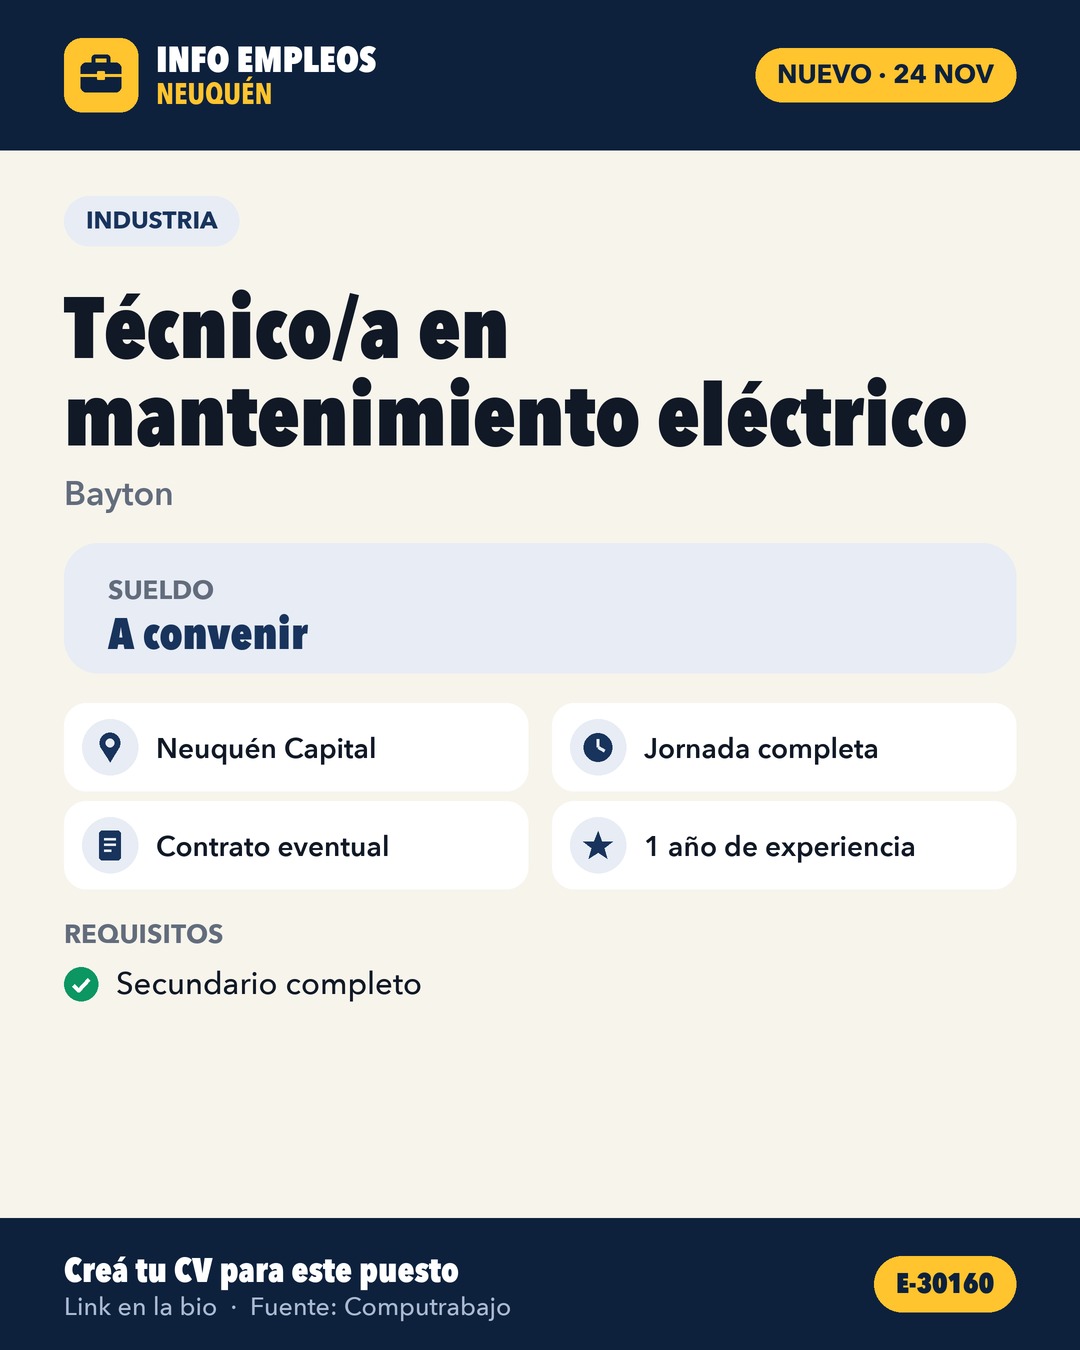 INFO EMPLEOS
NEUQUÉN
NUEVO · 24 NOV
INDUSTRIA
Técnico/a en
mantenimiento eléctrico
Bayton
SUELDO
A convenir
Neuquén Capital
Jornada completa
Contrato eventual
1 año de experiencia
REQUISITOS
Secundario completo
Creá tu CV para este puesto
Link en la bio · Fuente: Computrabajo
E-30160